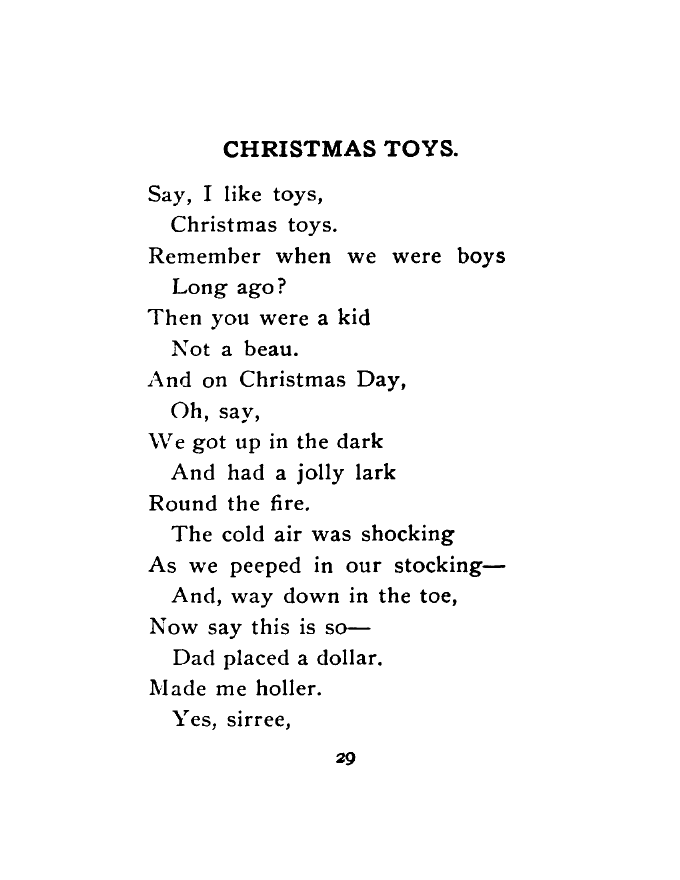 CHRISTMAS TOYS.
Say, I like toys,
Christmas toys.
Remember when we were boys
Long ago?
Then you were a kid
Not a beau.
And on Christmas Day,
Oh, say,
We got up in the dark
And had a jolly lark
Round the fire.
The cold air was shocking
As we peeped in our stocking—
And, way down in the toe,
Now say this is so—
Dad placed a dollar.
Made me holler.
Yes, sirree,
29